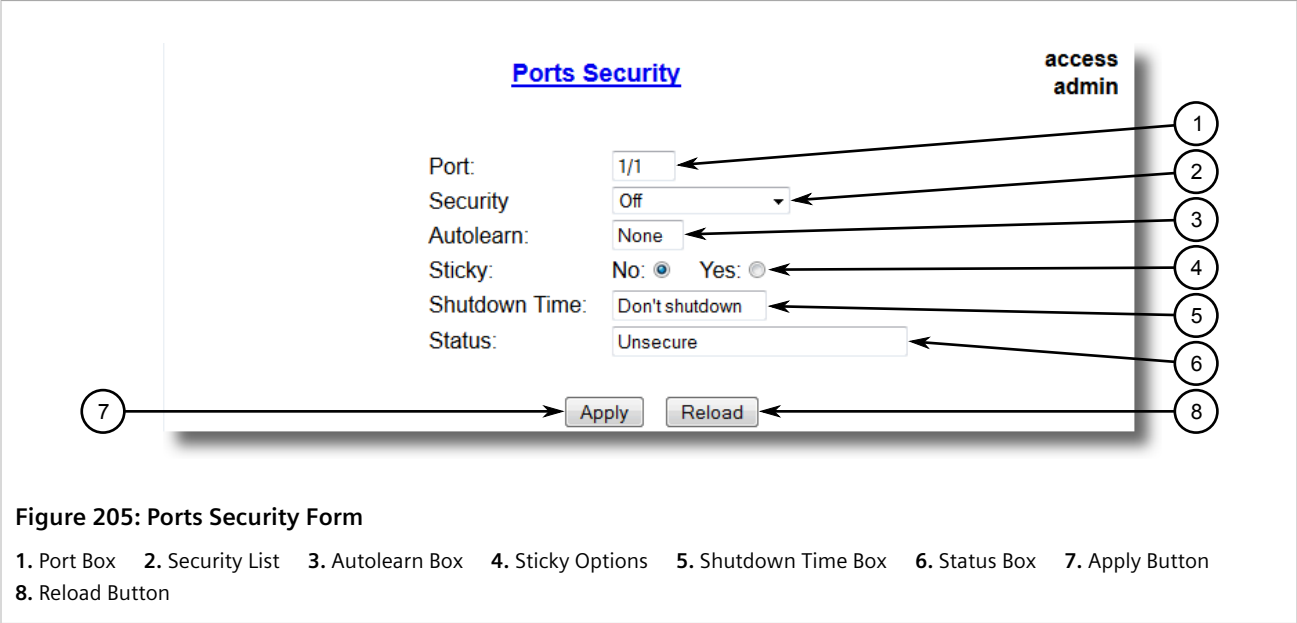 Ports Security
access
admin
1
Port: 1/1
2
Security Off
3
Autolearn: None
4
Sticky: No: Yes:
5
Shutdown Time: Don't shutdown
6
Status: Unsecure
7
Apply Reload
8
Figure 205: Ports Security Form
1. Port Box 2. Security List 3. Autolearn Box 4. Sticky Options 5. Shutdown Time Box 6. Status Box 7. Apply Button
8. Reload Button